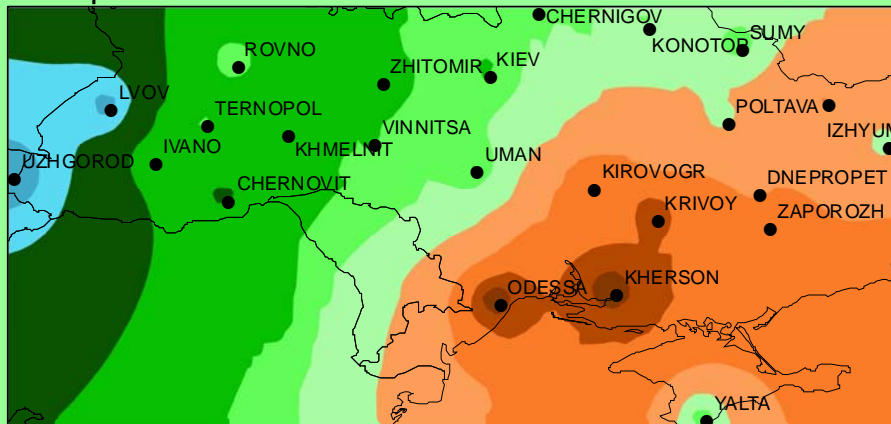 CHERNIGOV
SUMY
KONOTOP
ROVNO
KIEV
ZHITOMIR
LVOV
TERNOPOL
POLTAVA
VINNITSA
IZHYUM
KHMELNIT
IVANO
UZHGOROD
UMAN
CHERNOVIT
KIROVOGR
DNEPROPET
KRIVOY
ZAPOROZH
KHERSON
ODESSA
YALTA